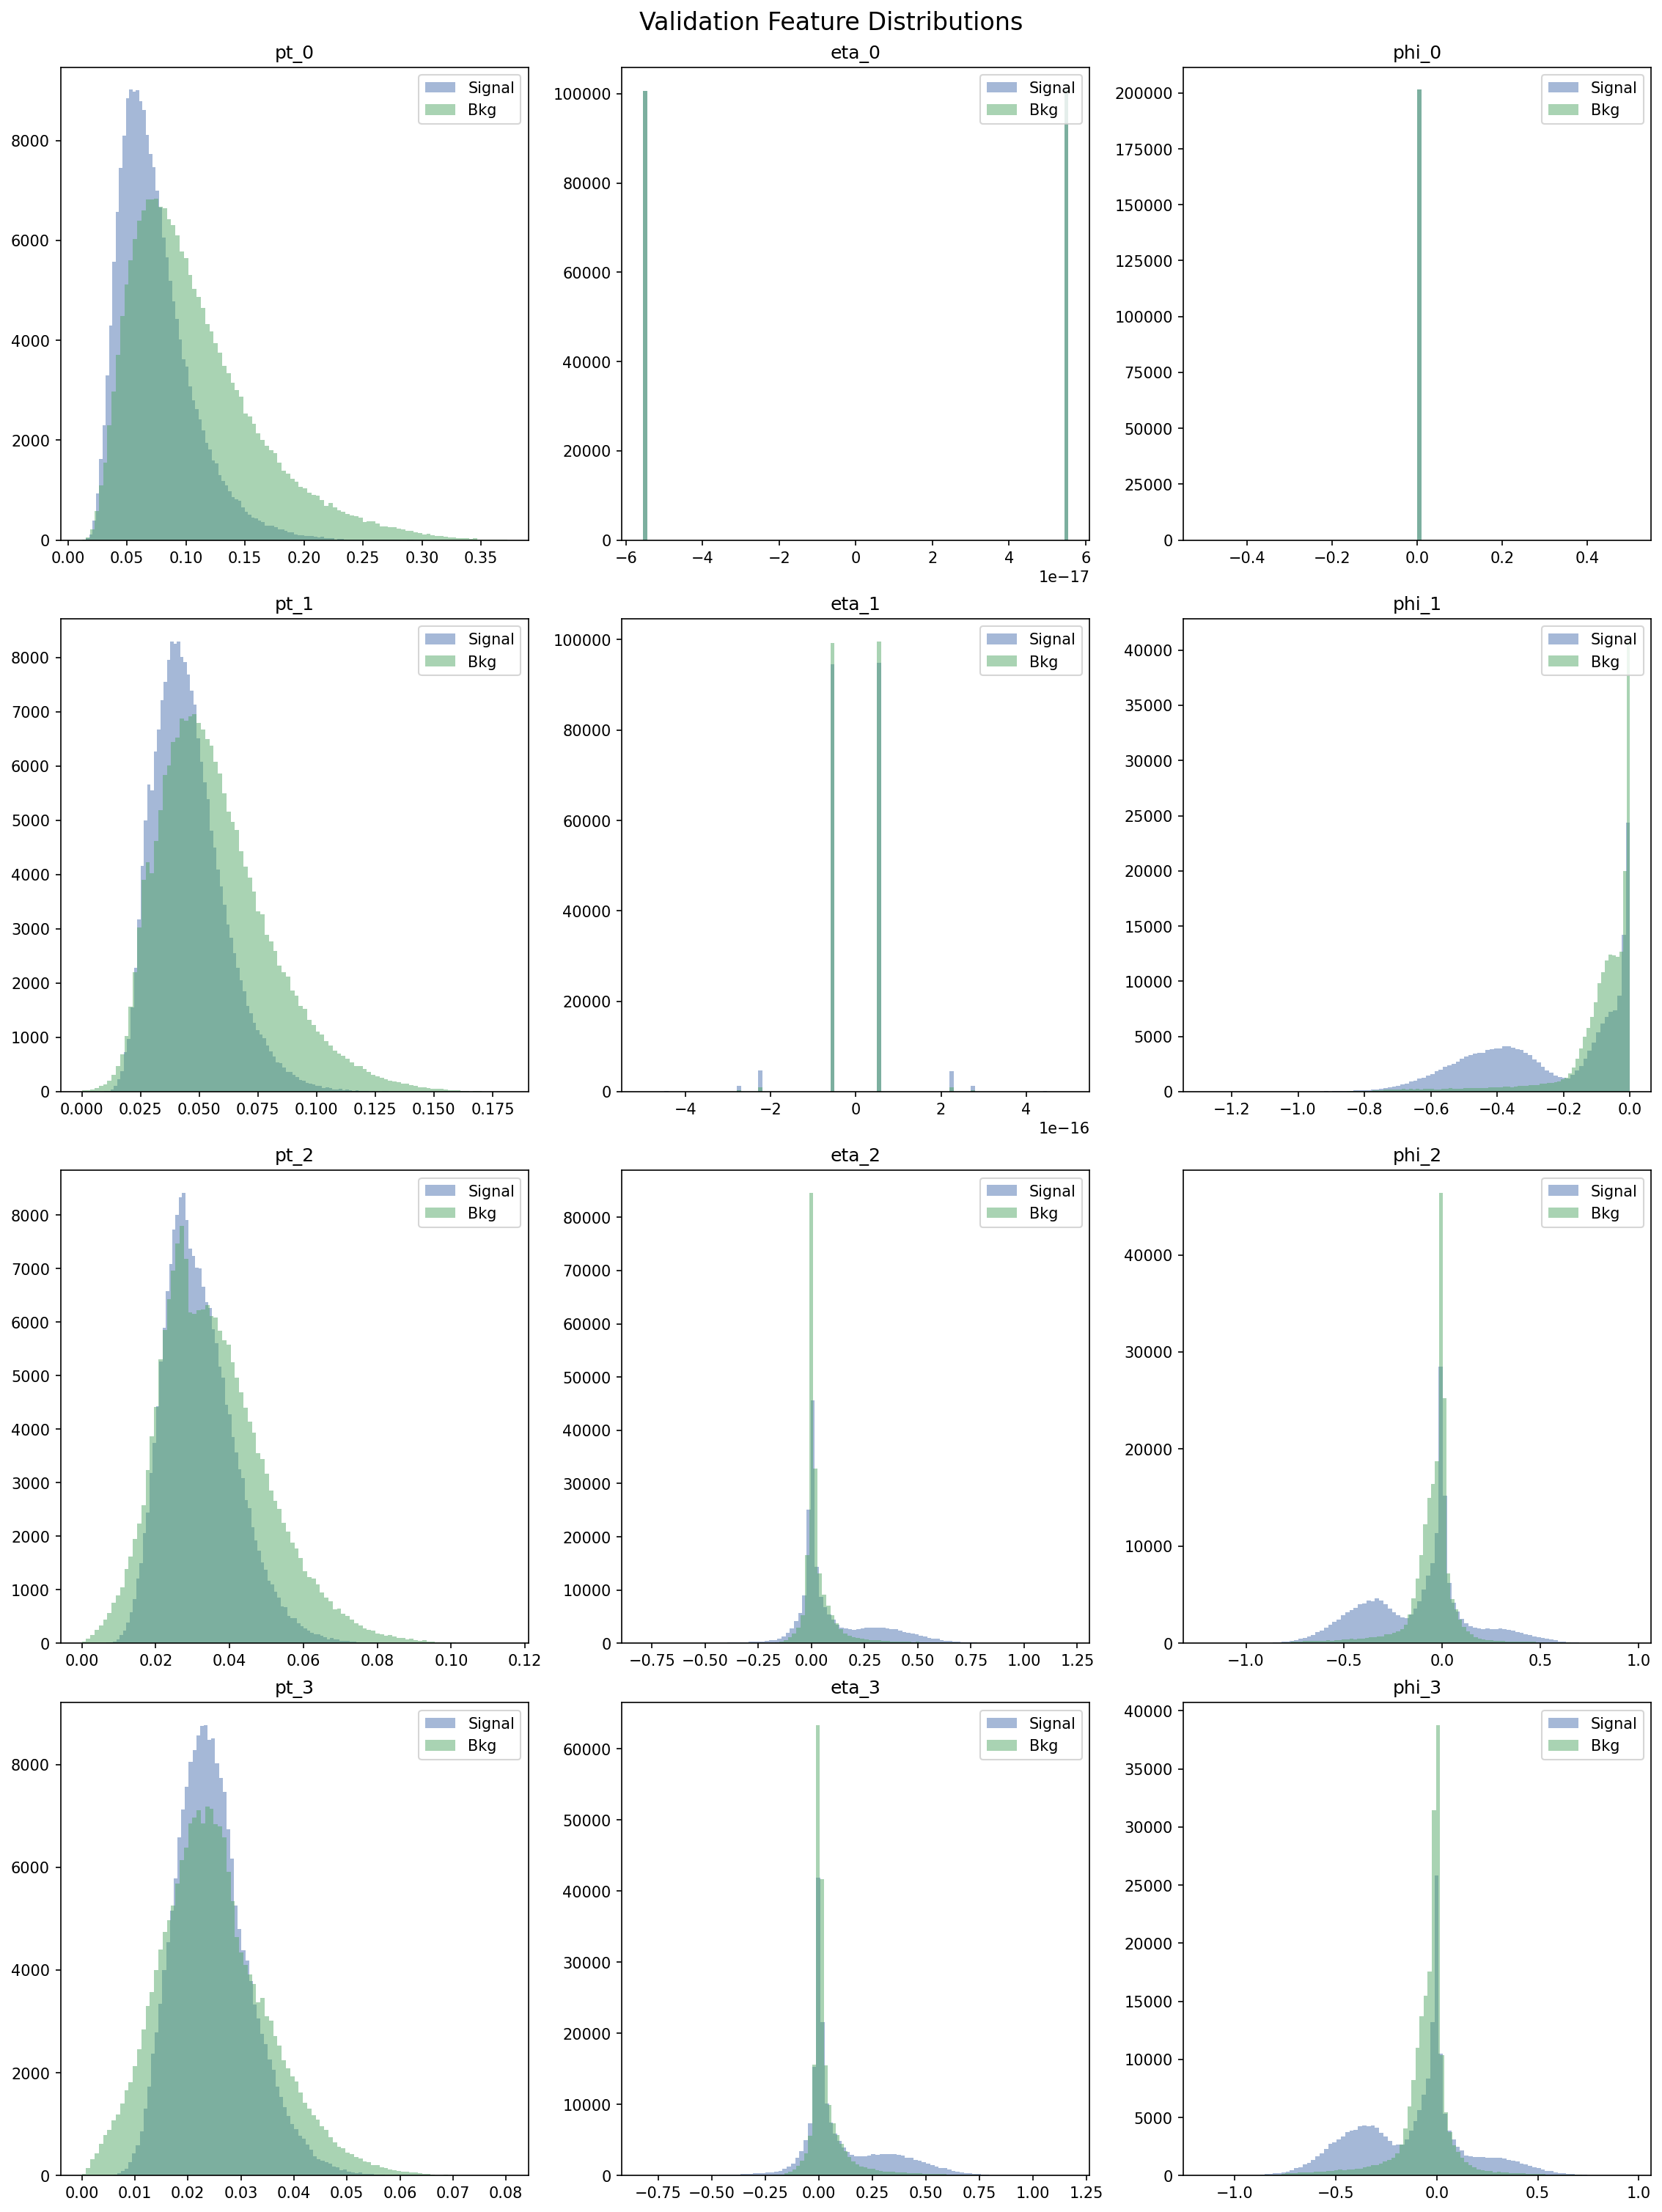 Validation Feature Distributions
pt_0
Signal
Bkg
8000
6000
4000
2000
0
0.00 0.05 0.10 0.15 0.20 0.25 0.30 0.35
eta_0
Signal
Bkg
100000
80000
60000
40000
20000
0
−6 −4 −2 0 2 4 6
1e−17
phi_0
Signal
Bkg
200000
175000
150000
125000
100000
75000
50000
25000
0
−0.4 −0.2 0.0 0.2 0.4
pt_1
Signal
Bkg
8000
7000
6000
5000
4000
3000
2000
1000
0
0.000 0.025 0.050 0.075 0.100 0.125 0.150 0.175
eta_1
Signal
Bkg
100000
80000
60000
40000
20000
0
−4 −2 0 2 4
1e−16
phi_1
Signal
Bkg
40000
35000
30000
25000
20000
15000
10000
5000
0
−1.2 −1.0 −0.8 −0.6 −0.4 −0.2 0.0
pt_2
Signal
Bkg
8000
7000
6000
5000
4000
3000
2000
1000
0
0.00 0.02 0.04 0.06 0.08 0.10 0.12
eta_2
Signal
Bkg
80000
70000
60000
50000
40000
30000
20000
10000
0
−0.75 −0.50 −0.25 0.00 0.25 0.50 0.75 1.00 1.25
phi_2
Signal
Bkg
40000
30000
20000
10000
0
−1.0 −0.5 0.0 0.5 1.0
pt_3
Signal
Bkg
8000
6000
4000
2000
0
0.00 0.01 0.02 0.03 0.04 0.05 0.06 0.07 0.08
eta_3
Signal
Bkg
60000
50000
40000
30000
20000
10000
0
−0.75 −0.50 −0.25 0.00 0.25 0.50 0.75 1.00 1.25
phi_3
Signal
Bkg
40000
35000
30000
25000
20000
15000
10000
5000
0
−1.0 −0.5 0.0 0.5 1.0